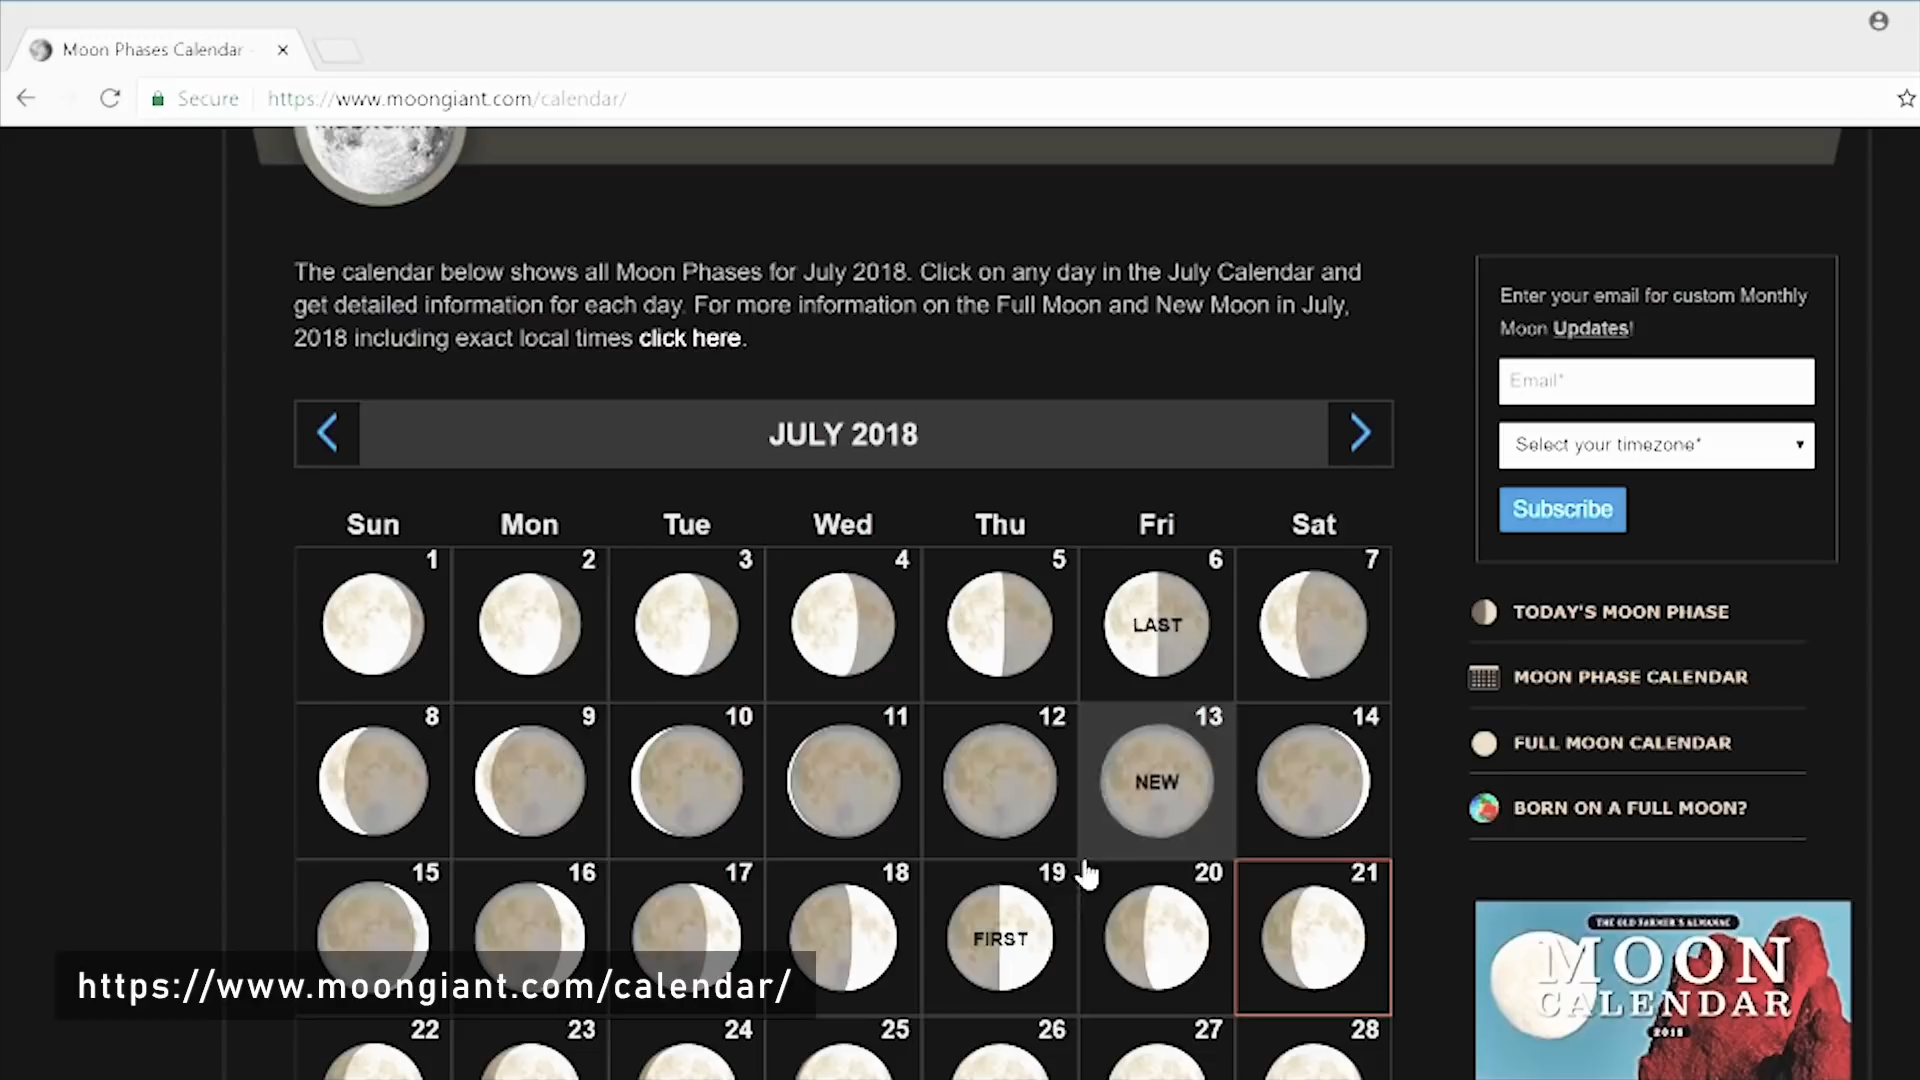 Moon Phases Calendar
Secure
https://www.moongiant.com/calendar/
The calendar below shows all Moon Phases for July 2018. Click on any day in the July Calendar and
get detailed information for each day. For more information on the Full Moon and New Moon in July,
2018 including exact local times click here.
JULY 2018
Sun Mon Tue Wed Thu Fri Sat
1 2 3 4 5 6 7
LAST
8 9 10 11 12 13 14
NEW
15 16 17 18 19 20 21
FIRST
22 23 24 25 26 27 28
Enter your email for custom Monthly
Moon Updates!
Email*
Select your timezone*
Subscribe
TODAY'S MOON PHASE
MOON PHASE CALENDAR
FULL MOON CALENDAR
BORN ON A FULL MOON?
THE OLD FARMER'S ALMANAC
MOON
CALENDAR
2018
https://www.moongiant.com/calendar/